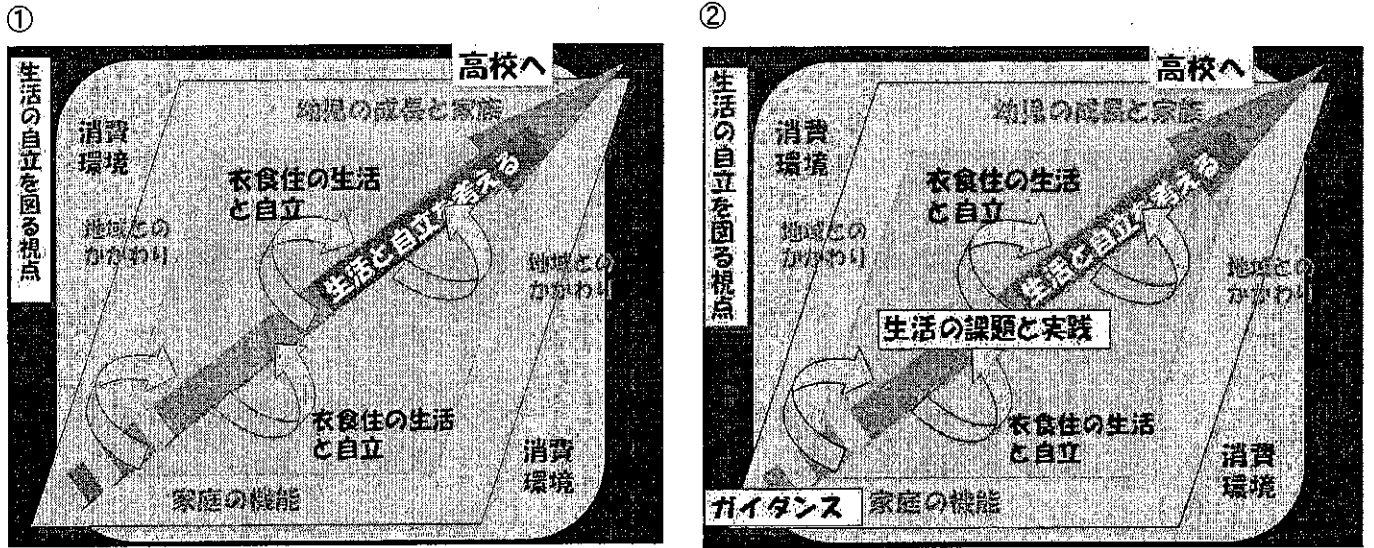 ①
生活の自立を図る視点
高校へ
幼児の成長と家族
消費
環境
衣食住の生活
と自立
地域との
かかわり
生活と自立を考える
地域との
かかわり
衣食住の生活
と自立
消費
環境
家庭の機能
②
生活の自立を図る視点
高校へ
幼児の成長と家族
消費
環境
衣食住の生活
と自立
地域との
かかわり
生活と自立を考える
地域との
かかわり
生活の課題と実践
衣食住の生活
と自立
消費
環境
ガイダンス
家庭の機能